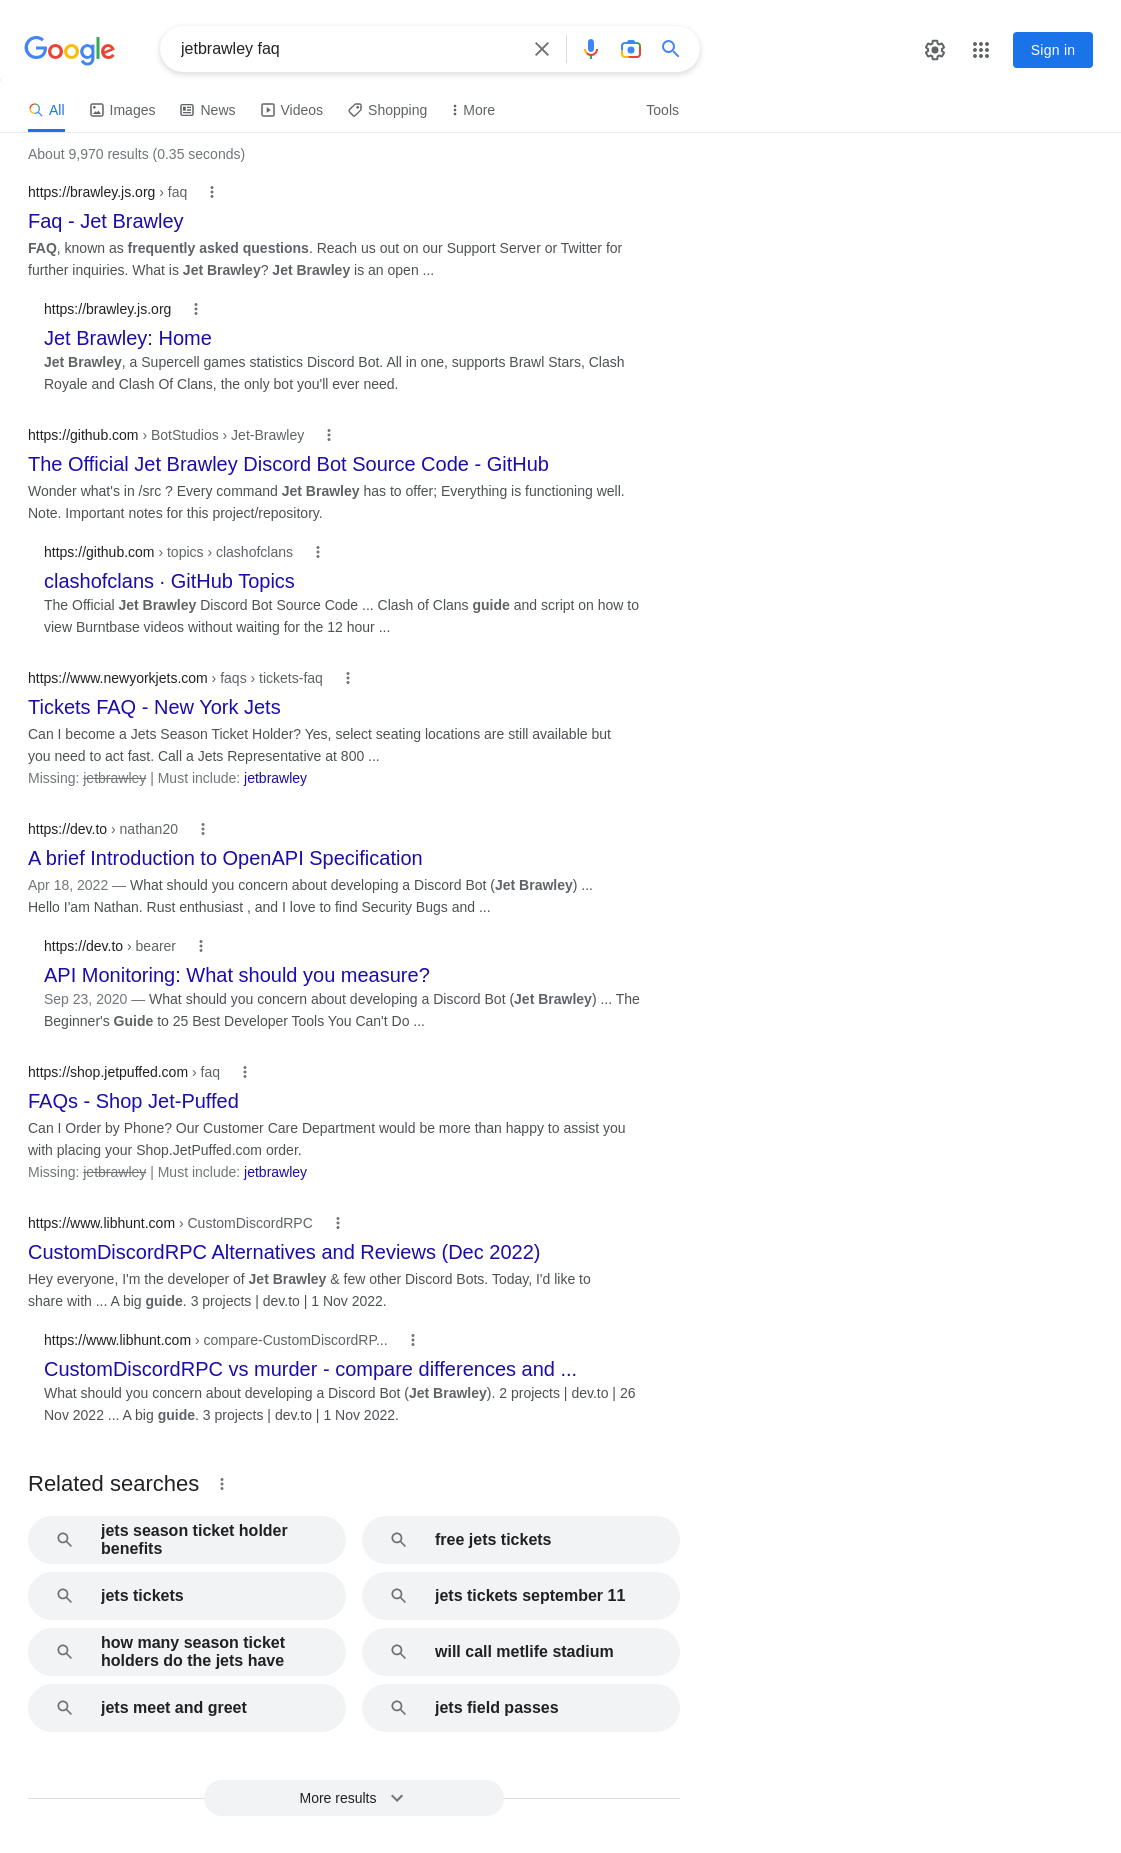 Google
jetbrawley faq
Sign in
All
Images
News
Videos
Shopping
More
Tools
About 9,970 results (0.35 seconds)
https://brawley.js.org › faq
Faq - Jet Brawley
FAQ, known as frequently asked questions. Reach us out on our Support Server or Twitter for
further inquiries. What is Jet Brawley? Jet Brawley is an open ...
https://brawley.js.org
Jet Brawley: Home
Jet Brawley, a Supercell games statistics Discord Bot. All in one, supports Brawl Stars, Clash
Royale and Clash Of Clans, the only bot you'll ever need.
https://github.com › BotStudios › Jet-Brawley
The Official Jet Brawley Discord Bot Source Code - GitHub
Wonder what's in /src ? Every command Jet Brawley has to offer; Everything is functioning well.
Note. Important notes for this project/repository.
https://github.com › topics › clashofclans
clashofclans · GitHub Topics
The Official Jet Brawley Discord Bot Source Code ... Clash of Clans guide and script on how to
view Burntbase videos without waiting for the 12 hour ...
https://www.newyorkjets.com › faqs › tickets-faq
Tickets FAQ - New York Jets
Can I become a Jets Season Ticket Holder? Yes, select seating locations are still available but
you need to act fast. Call a Jets Representative at 800 ...
Missing: jetbrawley | Must include: jetbrawley
https://dev.to › nathan20
A brief Introduction to OpenAPI Specification
Apr 18, 2022 — What should you concern about developing a Discord Bot (Jet Brawley) ...
Hello I'am Nathan. Rust enthusiast , and I love to find Security Bugs and ...
https://dev.to › bearer
API Monitoring: What should you measure?
Sep 23, 2020 — What should you concern about developing a Discord Bot (Jet Brawley) ... The
Beginner's Guide to 25 Best Developer Tools You Can't Do ...
https://shop.jetpuffed.com › faq
FAQs - Shop Jet-Puffed
Can I Order by Phone? Our Customer Care Department would be more than happy to assist you
with placing your Shop.JetPuffed.com order.
Missing: jetbrawley | Must include: jetbrawley
https://www.libhunt.com › CustomDiscordRPC
CustomDiscordRPC Alternatives and Reviews (Dec 2022)
Hey everyone, I'm the developer of Jet Brawley & few other Discord Bots. Today, I'd like to
share with ... A big guide. 3 projects | dev.to | 1 Nov 2022.
https://www.libhunt.com › compare-CustomDiscordRP...
CustomDiscordRPC vs murder - compare differences and ...
What should you concern about developing a Discord Bot (Jet Brawley). 2 projects | dev.to | 26
Nov 2022 ... A big guide. 3 projects | dev.to | 1 Nov 2022.
Related searches
jets season ticket holder
benefits
free jets tickets
jets tickets
jets tickets september 11
how many season ticket
holders do the jets have
will call metlife stadium
jets meet and greet
jets field passes
More results